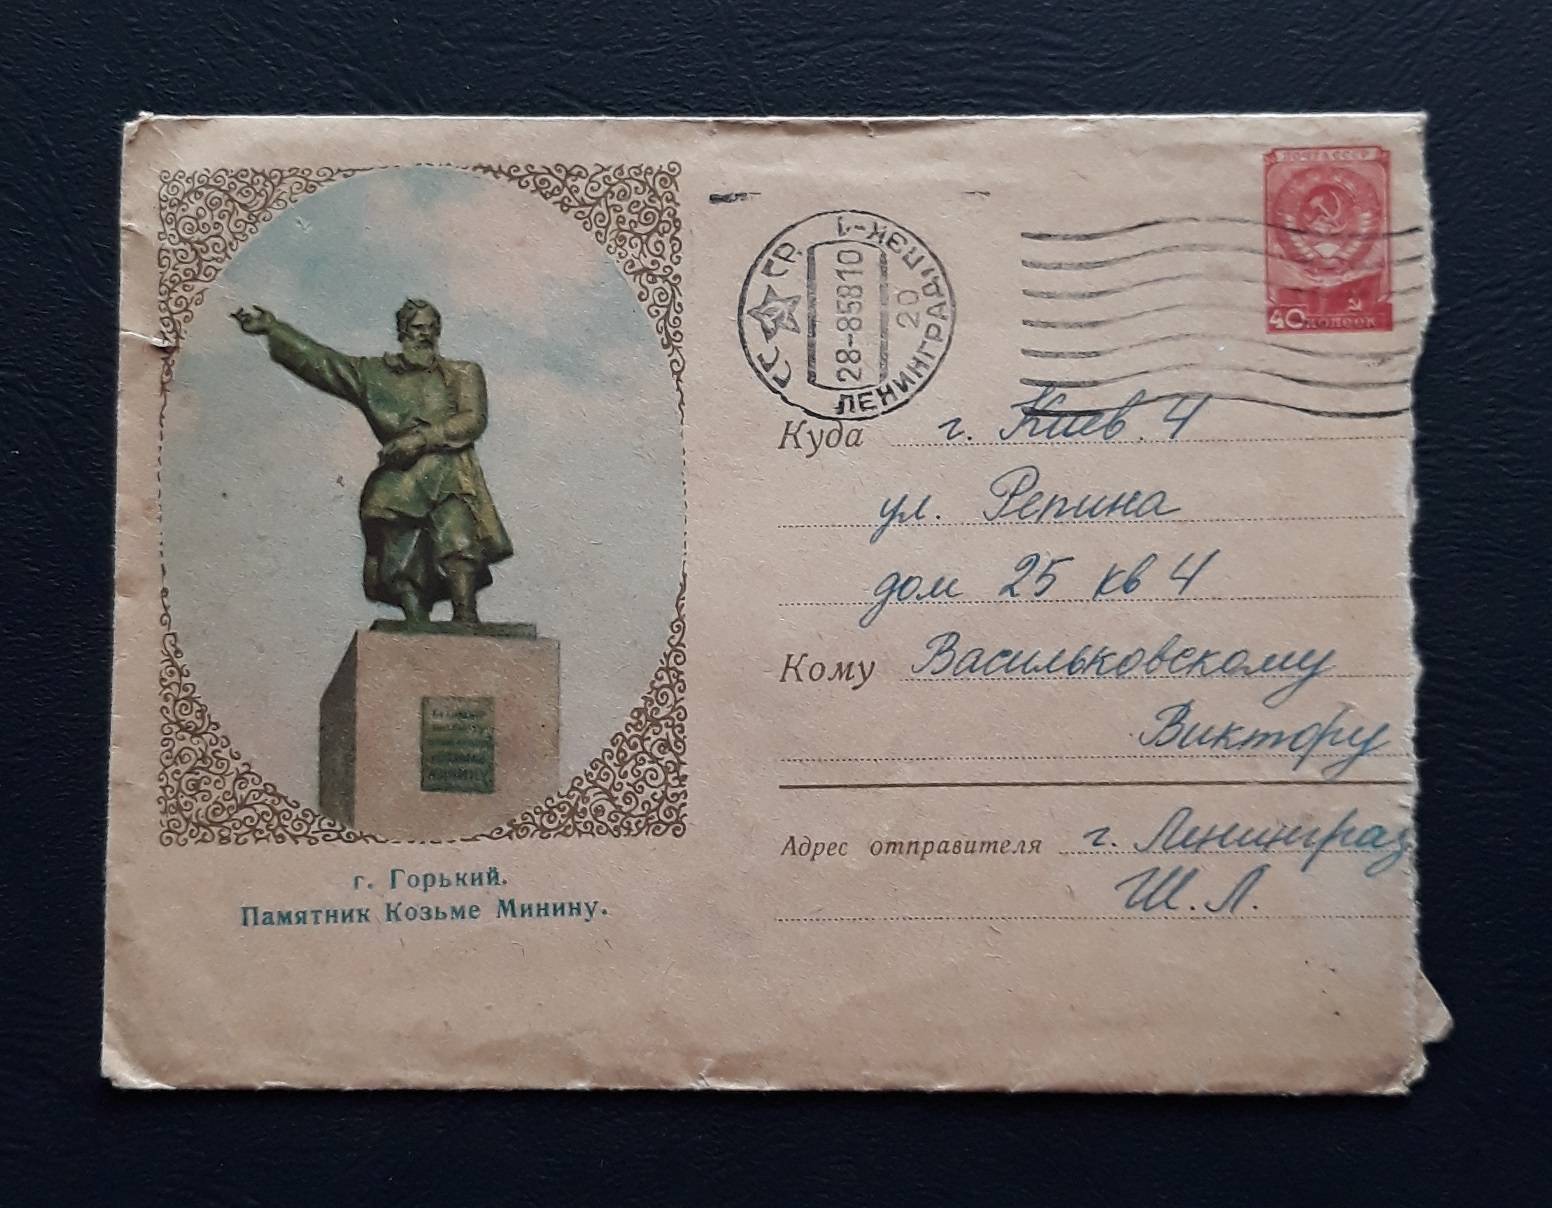 ПОЧТА СССР
40 КОПЕЕК
СССР
28-8 58 10
20
ЛЕНИНГРАД
Куда г. Киев 4
ул. Репина
дом 25 кв 4
Кому Васильковскому
Виктору
Адрес отправителя г. Ленинград
Ш. Л.
МИНИНУ
г. Горький.
Памятник Козьме Минину.